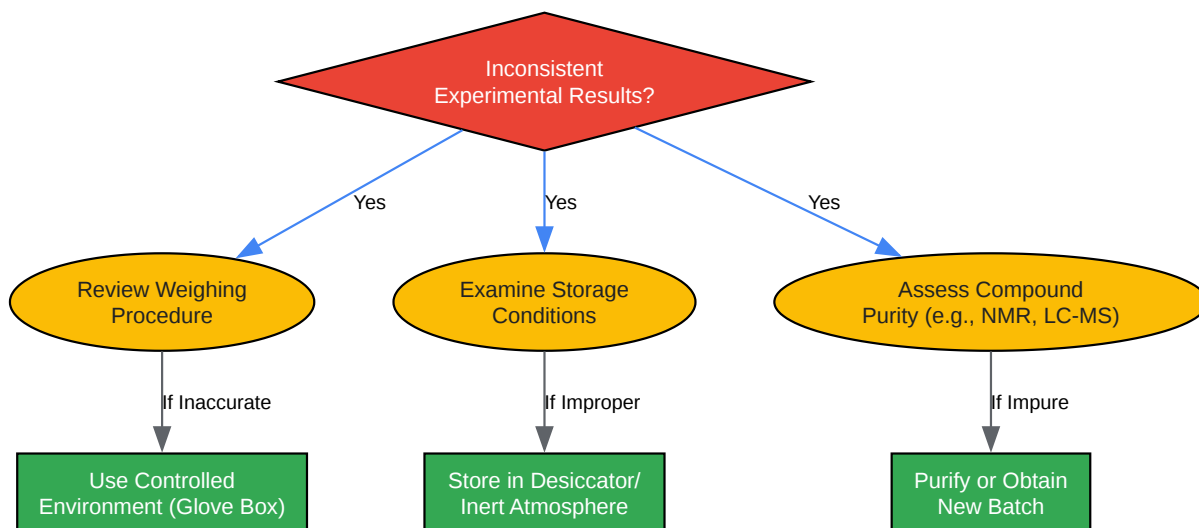 Inconsistent
Experimental Results?
Yes
Yes
Yes
Review Weighing
Procedure
Examine Storage
Conditions
Assess Compound
Purity (e.g., NMR, LC-MS)
If Inaccurate
If Improper
If Impure
Use Controlled
Environment (Glove Box)
Store in Desiccator/
Inert Atmosphere
Purify or Obtain
New Batch